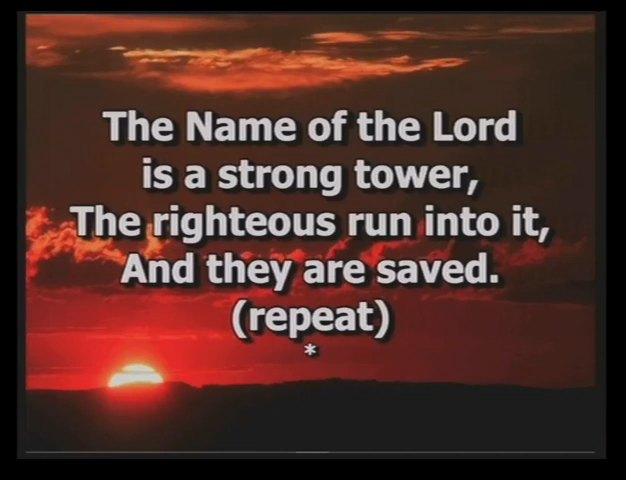 The Name of the Lord
is a strong tower,
The righteous run into it,
And they are saved.
(repeat)
*